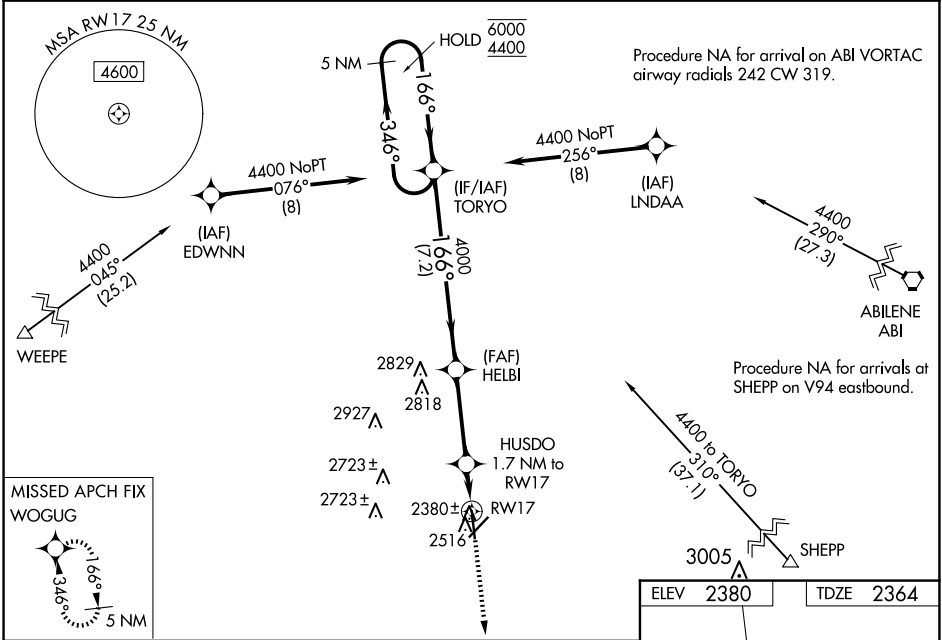 MSA RW17 25 NM
4600
HOLD 6000
4400
5 NM
166°
346°
Procedure NA for arrival on ABI VORTAC
airway radials 242 CW 319.
4400 NoPT
076°
(8)
(IAF)
EDWNN
(IF/IAF)
TORYO
4400 NoPT
256°
(8)
(IAF)
LNDAA
4400
045°
(25.2)
WEEPE
4400
290°
(27.3)
ABILENE
ABI
4000
166°
(7.2)
(FAF)
HELBI
2829
2818
2927
Procedure NA for arrivals at
SHEPP on V94 eastbound.
HUSDO
1.7 NM to
RW17
2723±
2723±
2380±
RW17
2516
4400 to TORYO
310°
(37.1)
SHEPP
3005
MISSED APCH FIX
WOGUG
166°
346°
5 NM
ELEV 2380
TDZE 2364